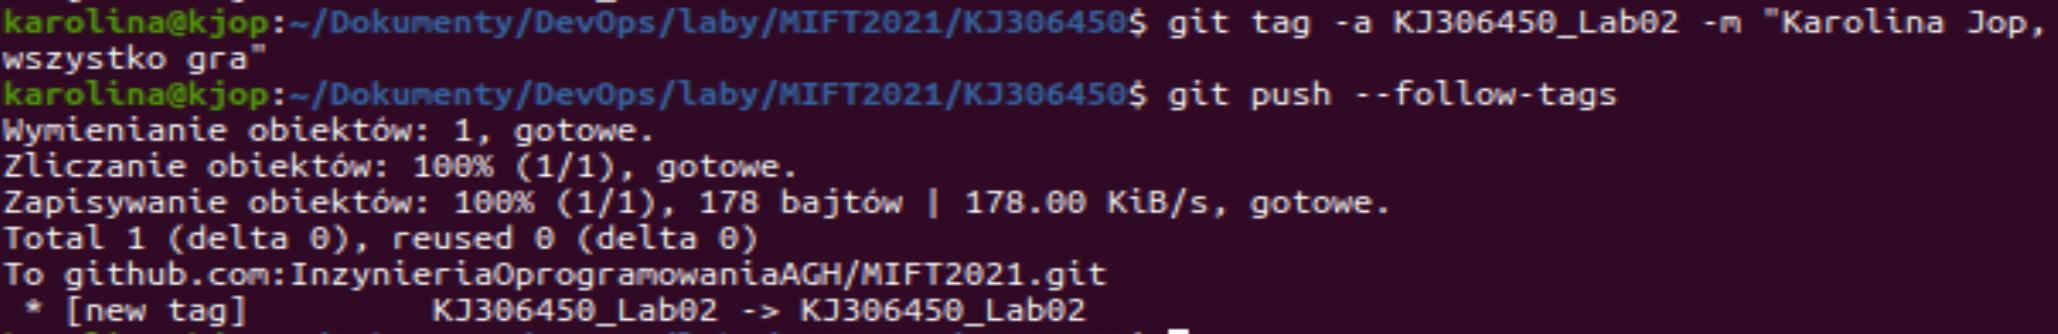 karolina@kjop:~/Dokumenty/DevOps/laby/MIFT2021/KJ306450$ git tag -a KJ306450_Lab02 -m "Karolina Jop,
wszystko gra"
karolina@kjop:~/Dokumenty/DevOps/laby/MIFT2021/KJ306450$ git push --follow-tags
Wymienianie obiektów: 1, gotowe.
Zliczanie obiektów: 100% (1/1), gotowe.
Zapisywanie obiektów: 100% (1/1), 178 bajtów | 178.00 KiB/s, gotowe.
Total 1 (delta 0), reused 0 (delta 0)
To github.com:InzynieriaOprogramowaniaAGH/MIFT2021.git
 * [new tag]         KJ306450_Lab02 -> KJ306450_Lab02